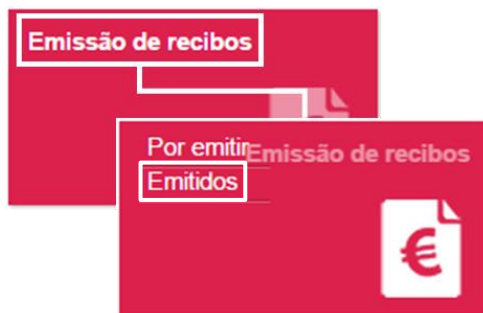 Emissão de recibos
Por emitir
Emissão de recibos
Emitidos
€